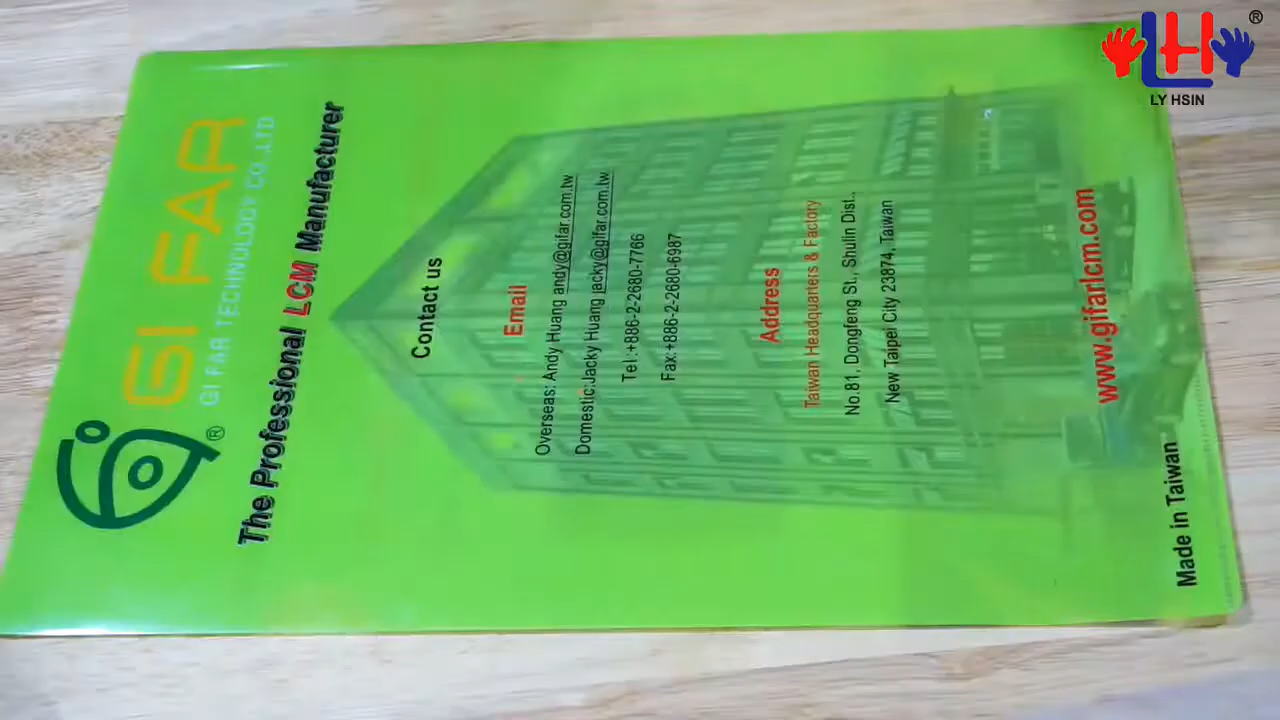 GI FAR
GI FAR TECHNOLOGY CO.,LTD
®
The Professional LCM Manufacturer
Contact us
Email
Overseas: Andy Huang andy@gifar.com.tw
Domestic:Jacky Huang jacky@gifar.com.tw
Tel:+886-2-2680-7766
Fax:+886-2-2680-6987
Address
Taiwan Headquarters & Factory
No.81, Dongfeng St., Shulin Dist.,
New Taipei City 23874, Taiwan
www.gifarlcm.com
Made in Taiwan
LH®
LY HSIN